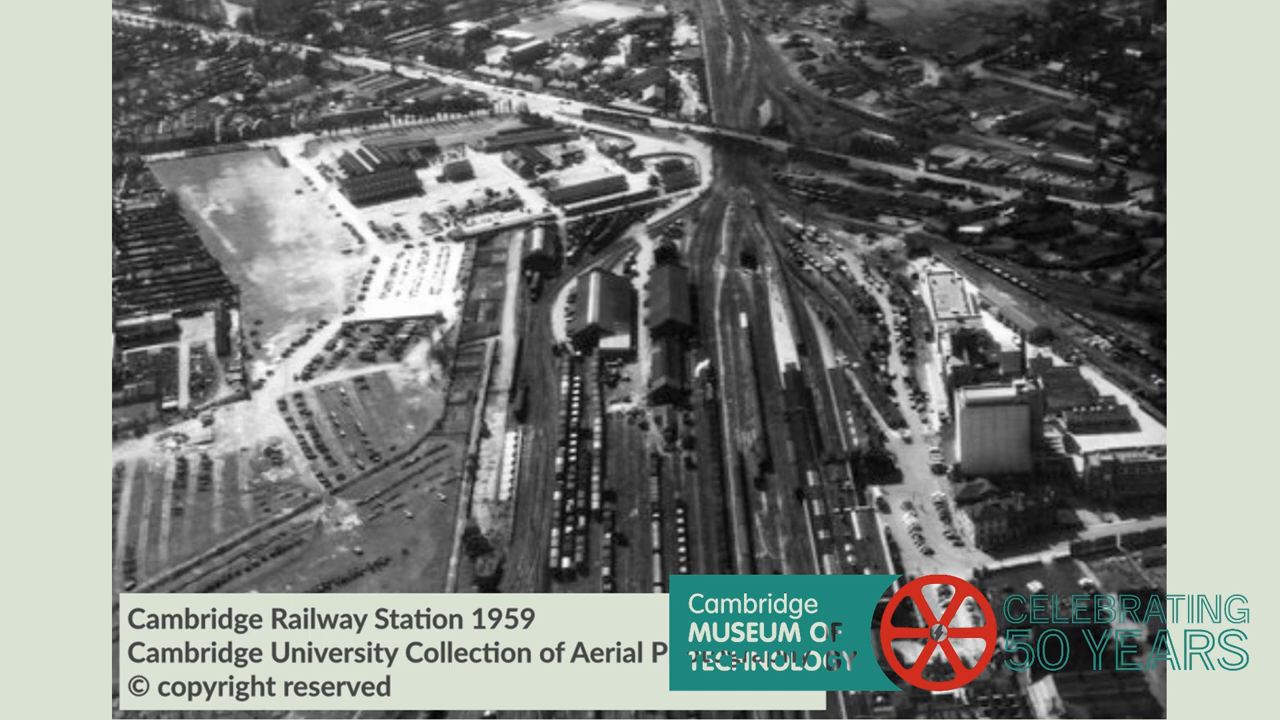 Cambridge Railway Station 1959
Cambridge University Collection of Aerial P
© copyright reserved
Cambridge
MUSEUM OF
TECHNOLOGY
CELEBRATING
50 YEARS